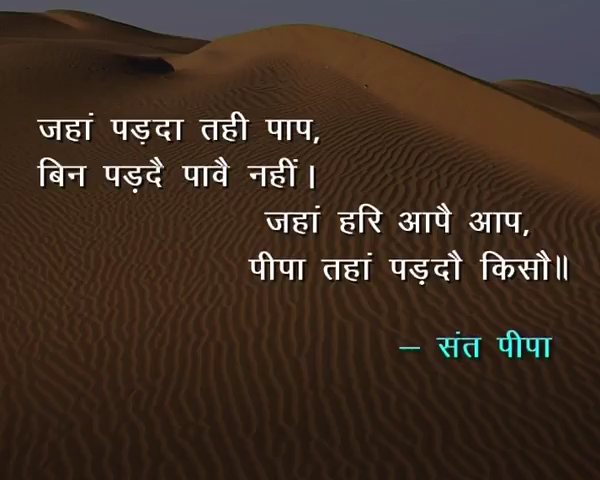 जहां पड़दा तही पाप,
बिन पड़दै पावै नहीं।
जहां हरि आपै आप,
पीपा तहां पड़दौ किसौ॥
– संत पीपा